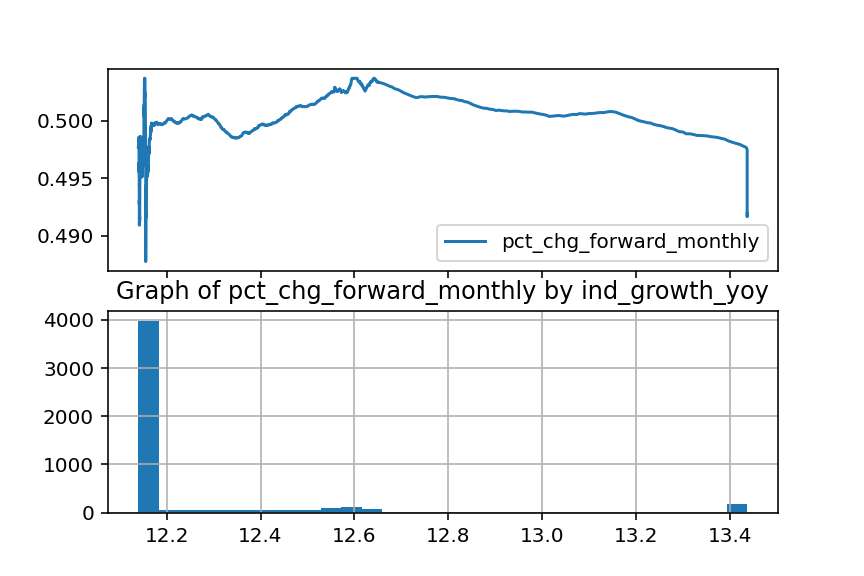 0.500
0.495
0.490
pct_chg_forward_monthly
Graph of pct_chg_forward_monthly by ind_growth_yoy
4000
3000
2000
1000
0
12.2 12.4 12.6 12.8 13.0 13.2 13.4